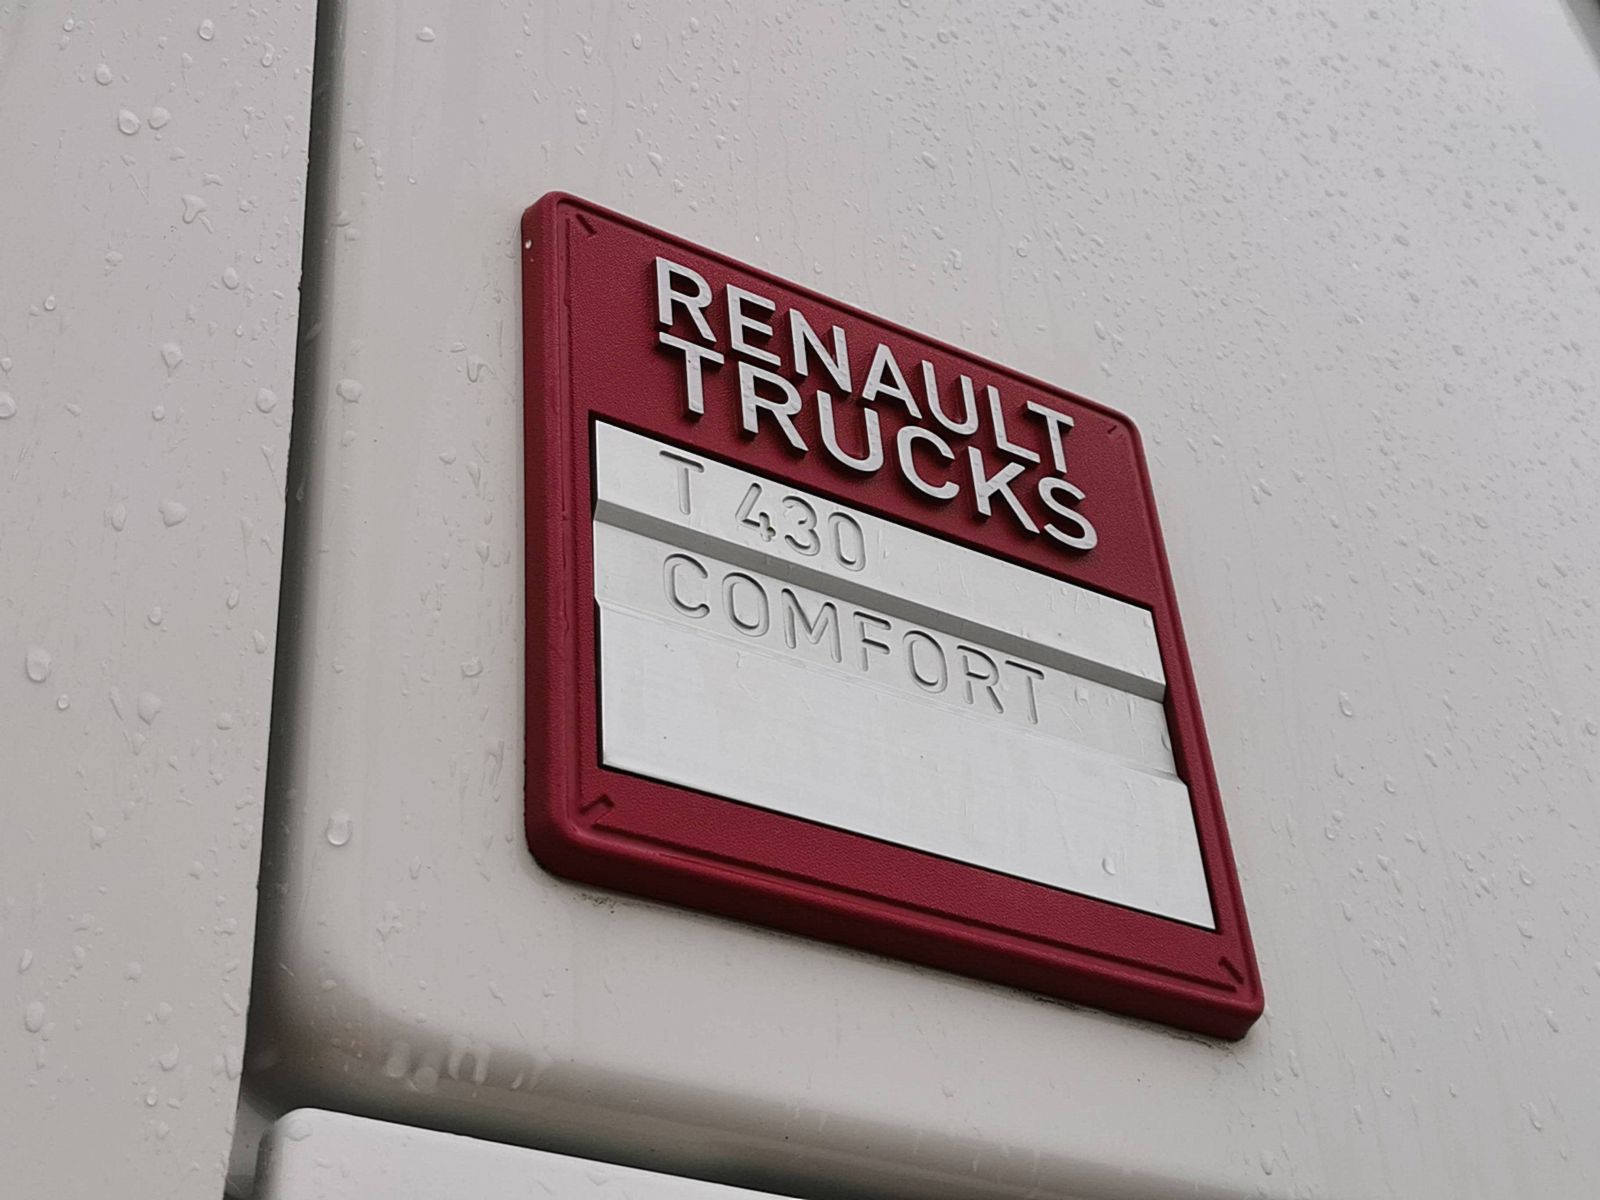 RENAULT
TRUCKS
T 430
COMFORT